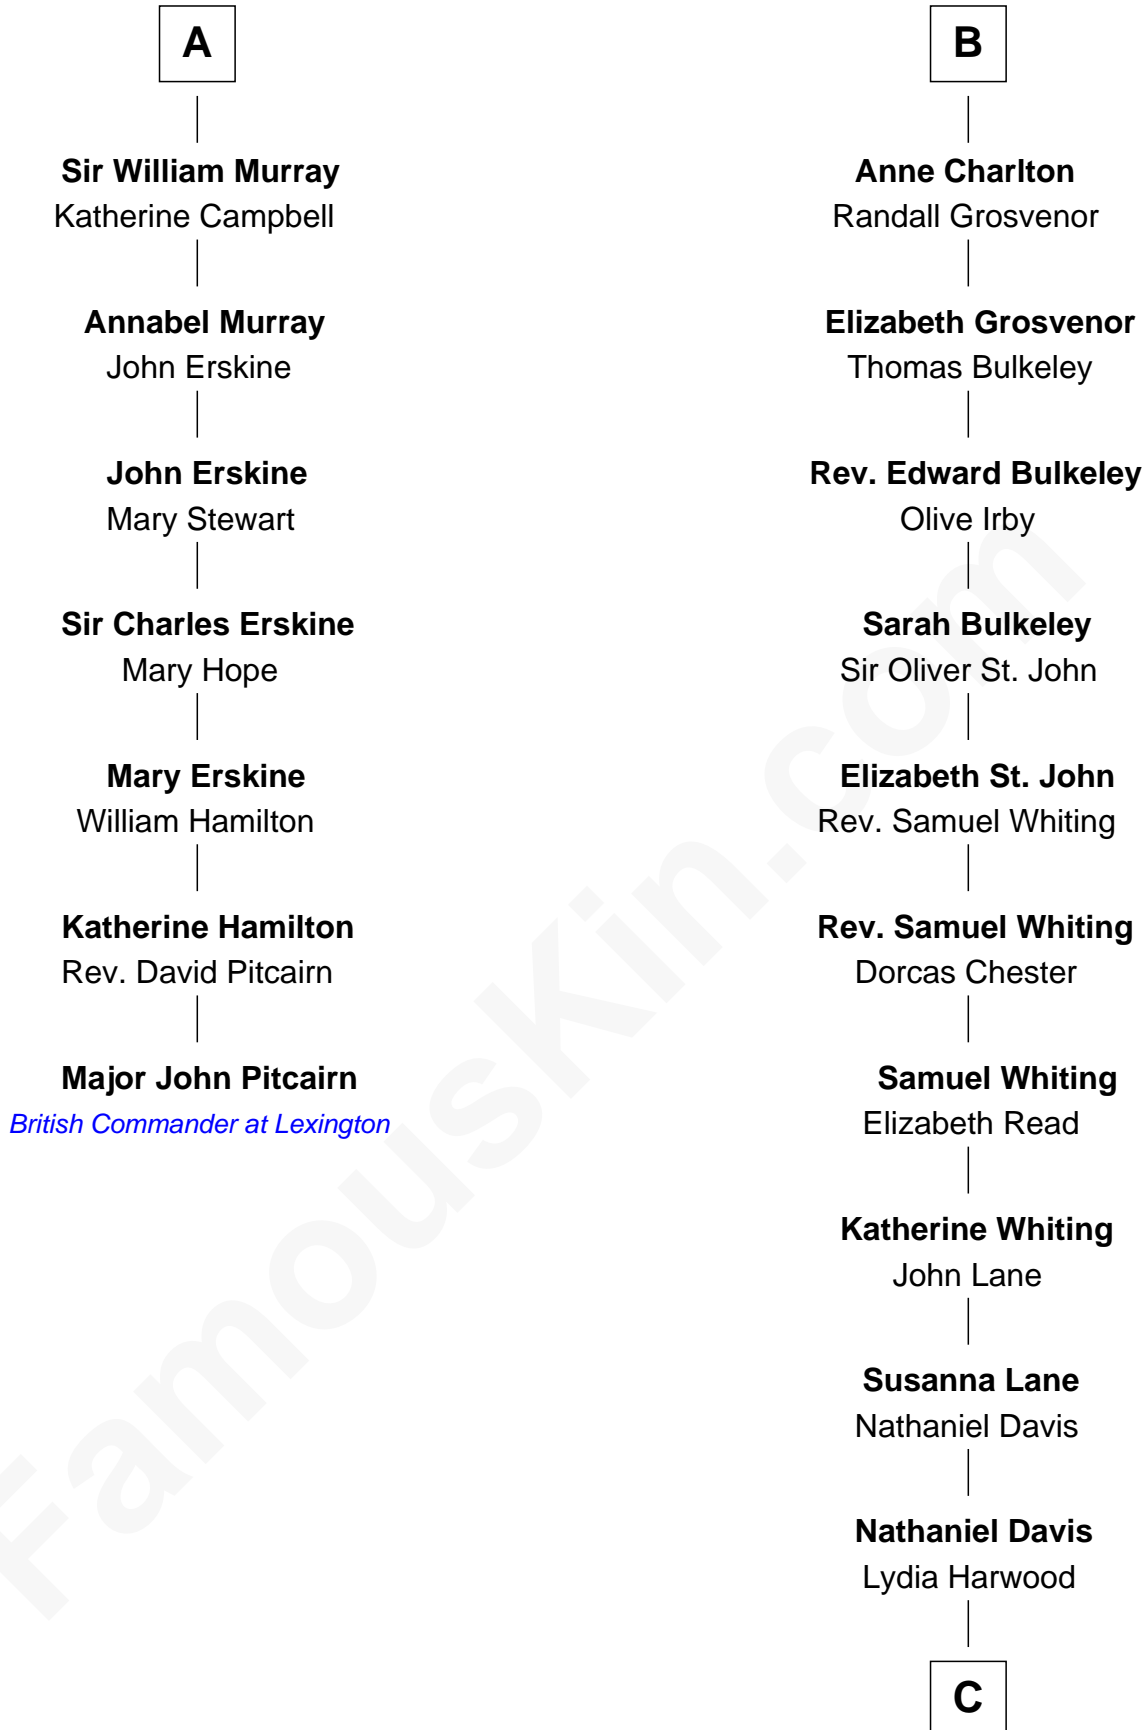 A
Sir William Murray
Katherine Campbell
Annabel Murray
John Erskine
John Erskine
Mary Stewart
Sir Charles Erskine
Mary Hope
Mary Erskine
William Hamilton
Katherine Hamilton
Rev. David Pitcairn
Major John Pitcairn
British Commander at Lexington
B
Anne Charlton
Randall Grosvenor
Elizabeth Grosvenor
Thomas Bulkeley
Rev. Edward Bulkeley
Olive Irby
Sarah Bulkeley
Sir Oliver St. John
Elizabeth St. John
Rev. Samuel Whiting
Rev. Samuel Whiting
Dorcas Chester
Samuel Whiting
Elizabeth Read
Katherine Whiting
John Lane
Susanna Lane
Nathaniel Davis
Nathaniel Davis
Lydia Harwood
C
FamousKin.com